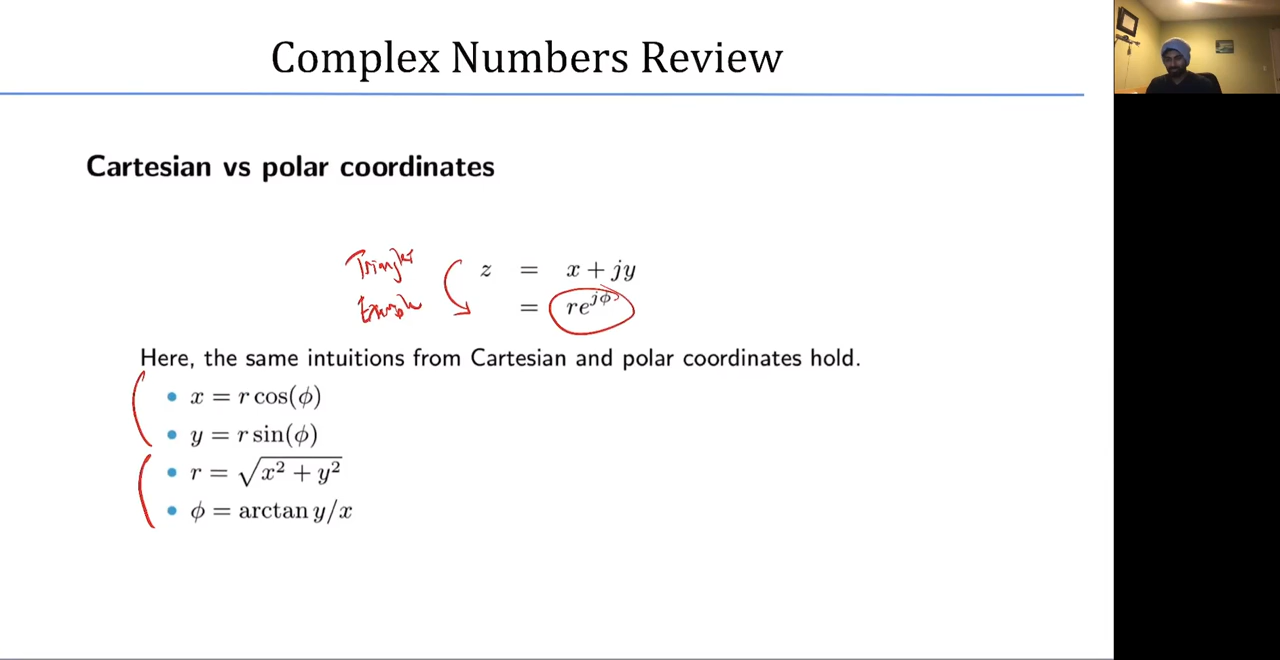 Complex Numbers Review
Cartesian vs polar coordinates
z = x + jy
= re^{jϕ}
Here, the same intuitions from Cartesian and polar coordinates hold.
• x = r cos(ϕ)
• y = r sin(ϕ)
• r = √(x² + y²)
• ϕ = arctan y/x